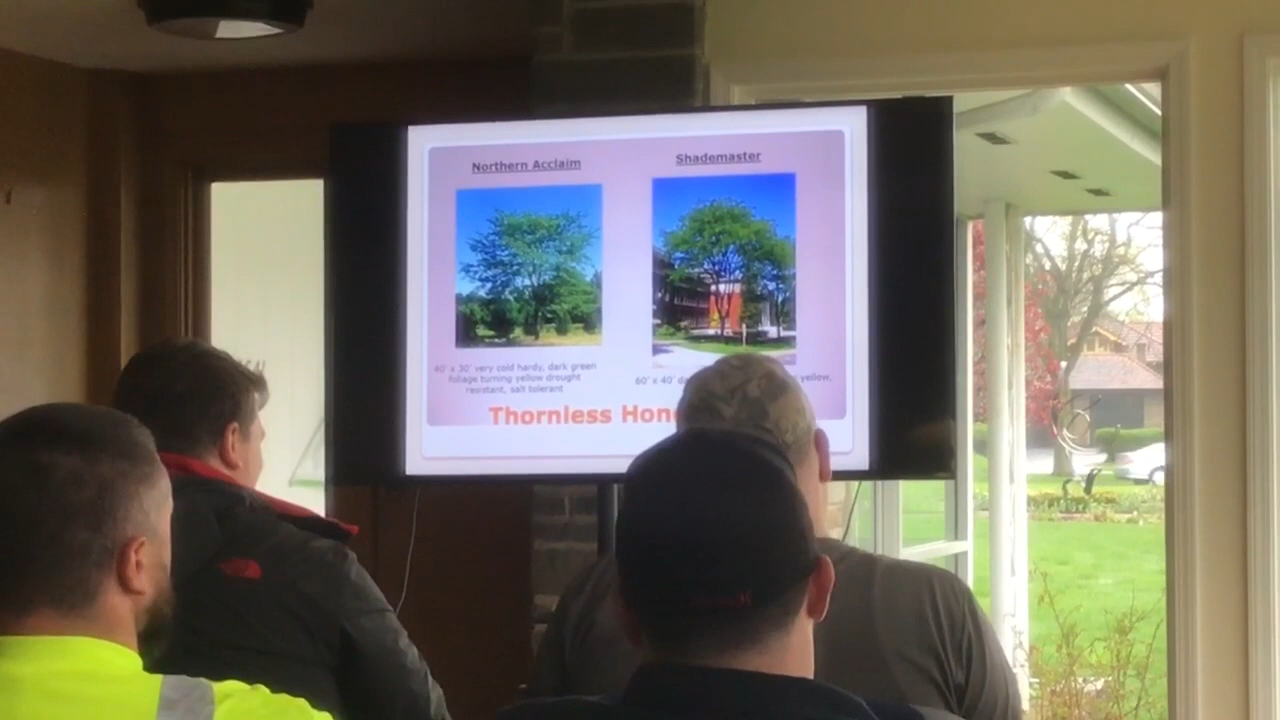 Northern Acclaim
Shademaster
40' x 30' very cold hardy, dark green
foliage turning yellow drought
resistant, salt tolerant
60' x 40' yellow,
Thornless